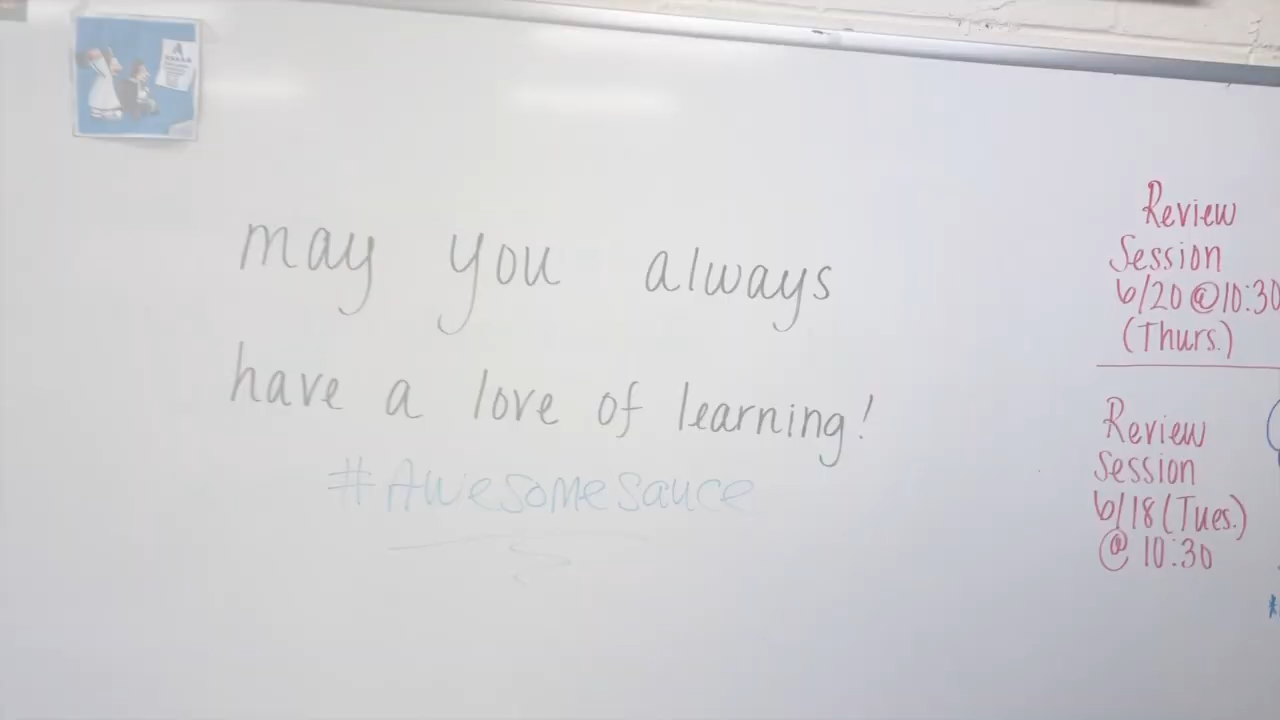 may you always
have a love of learning!
#Awesomesauce
Review
Session
6/20 @10:30
(Thurs.)
Review
Session
6/18 (Tues.)
@ 10:30
A